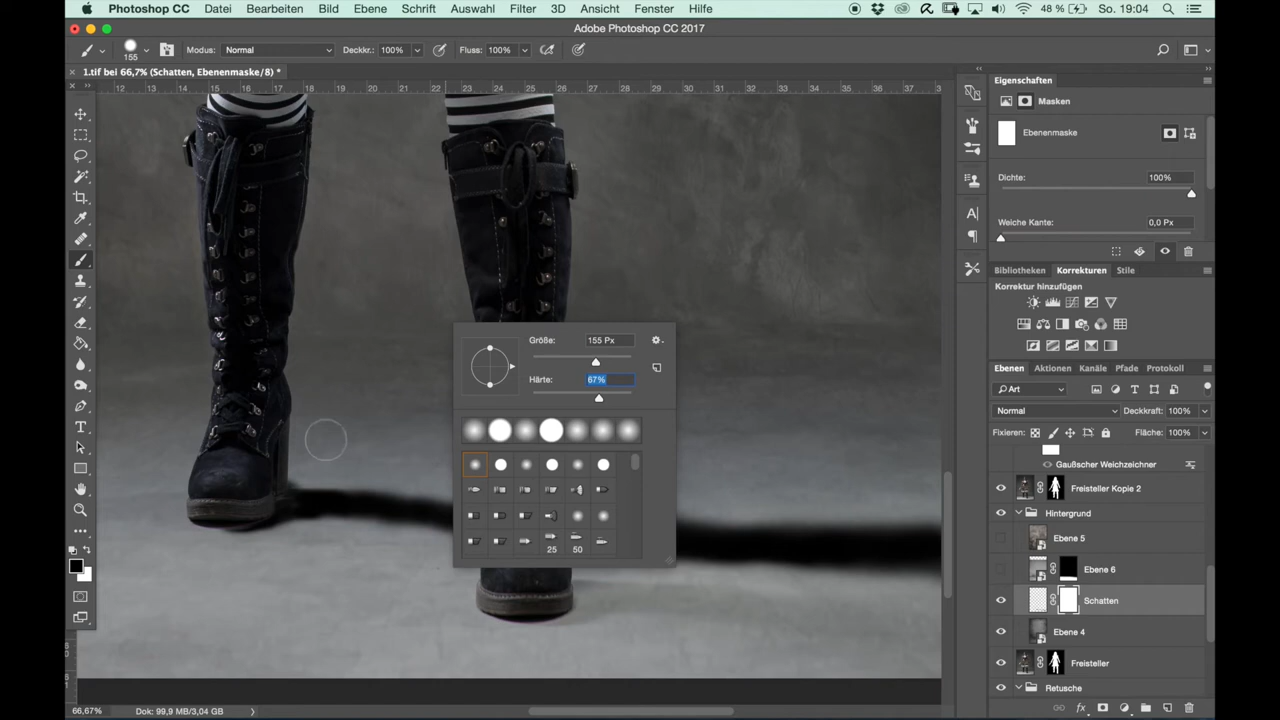 Photoshop CC Datei Bearbeiten Bild Ebene Schrift Auswahl Filter 3D Ansicht Fenster Hilfe 48 % So. 19:04
Adobe Photoshop CC 2017
155 Modus: Normal Deckkr.: 100% Fluss: 100%
1.tif bei 66,7% (Schatten, Ebenenmaske/8) *
12 13 14 15 16 17 18 19 20 21 22 23 24 25 26 27 28 29 30 31 32 33 34 35 36 37
Eigenschaften
Masken
Ebenenmaske
Dichte: 100%
Weiche Kante: 0,0 Px
Bibliotheken Korrekturen Stile
Korrektur hinzufügen
Größe: 155 Px
Härte: 67%
25 50
Ebenen Aktionen Kanäle Pfade Protokoll
Art
Normal Deckkraft: 100%
Fixieren: Fläche: 100%
Gaußscher Weichzeichner
Freisteller Kopie 2
Hintergrund
Ebene 5
Ebene 6
Schatten
Ebene 4
Freisteller
Retusche
66,67% Dok: 99,9 MB/3,04 GB